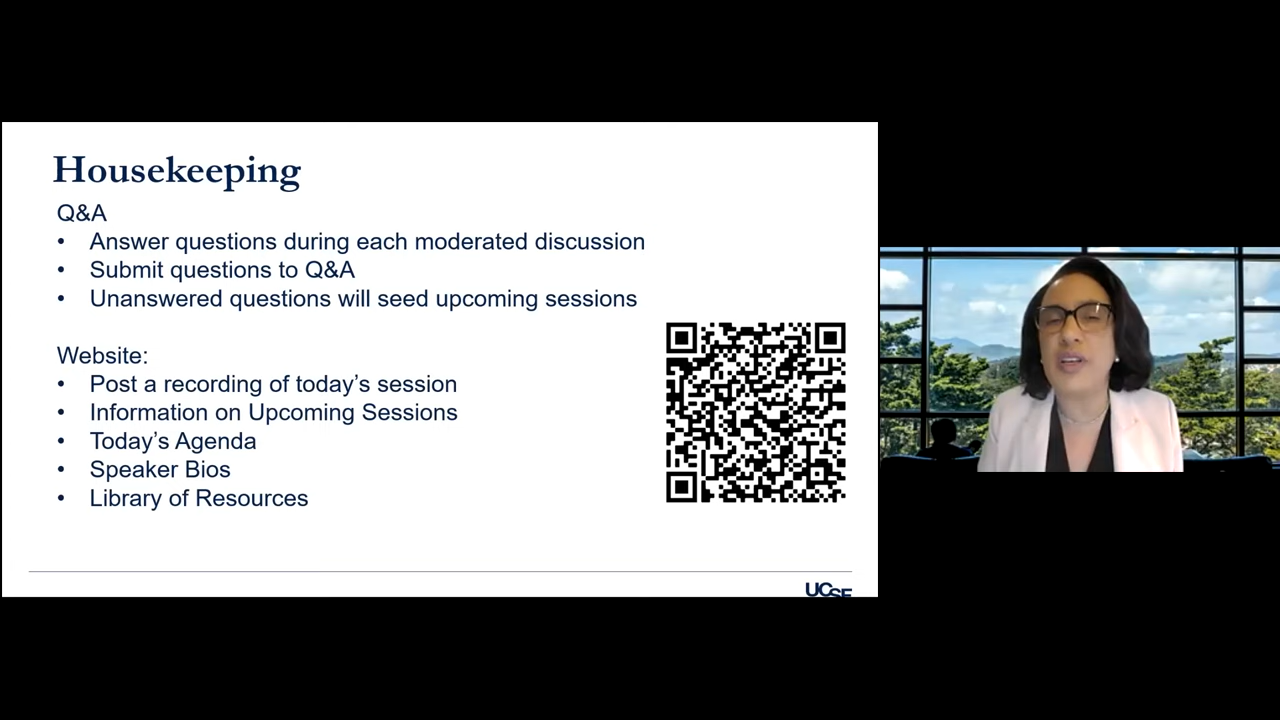 Housekeeping
Q&A
• Answer questions during each moderated discussion
• Submit questions to Q&A
• Unanswered questions will seed upcoming sessions
Website:
• Post a recording of today’s session
• Information on Upcoming Sessions
• Today’s Agenda
• Speaker Bios
• Library of Resources
UCSF